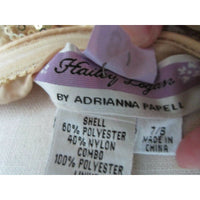 Hailey Logan
BY ADRIANNA PAPELL
SHELL
60% POLYESTER
40% NYLON
COMBO
100% POLYESTER
7/8
MADE IN
CHINA